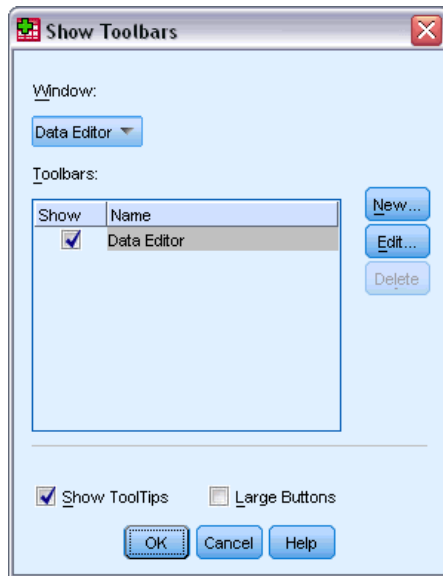 Show Toolbars
Window:
Data Editor
Toolbars:
Show Name
Data Editor
New...
Edit...
Delete
Show ToolTips Large Buttons
OK Cancel Help